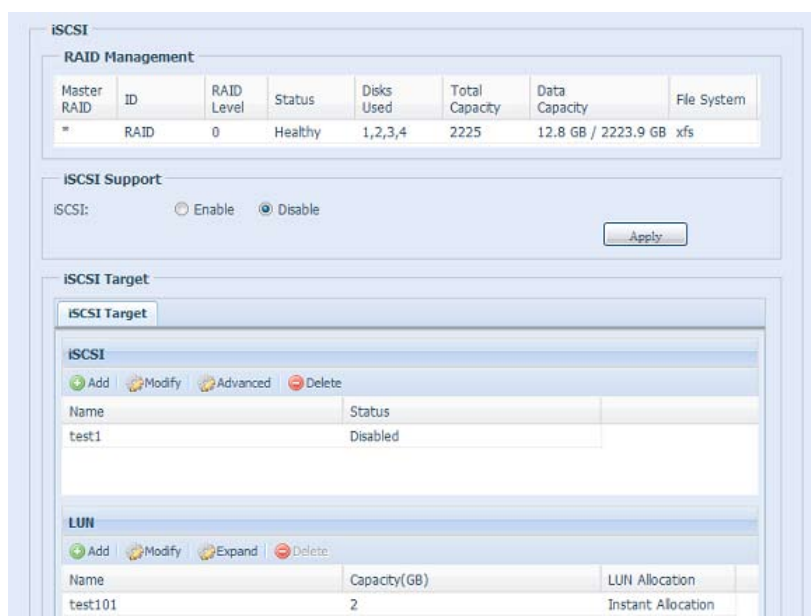 iSCSI
RAID Management
Master RAID ID RAID Level Status Disks Used Total Capacity Data Capacity File System
* RAID 0 Healthy 1,2,3,4 2225 12.8 GB / 2223.9 GB xfs
iSCSI Support
iSCSI: Enable Disable
Apply
iSCSI Target
iSCSI Target
iSCSI
Add Modify Advanced Delete
Name Status
test1 Disabled
LUN
Add Modify Expand Delete
Name Capacity(GB) LUN Allocation
test101 2 Instant Allocation